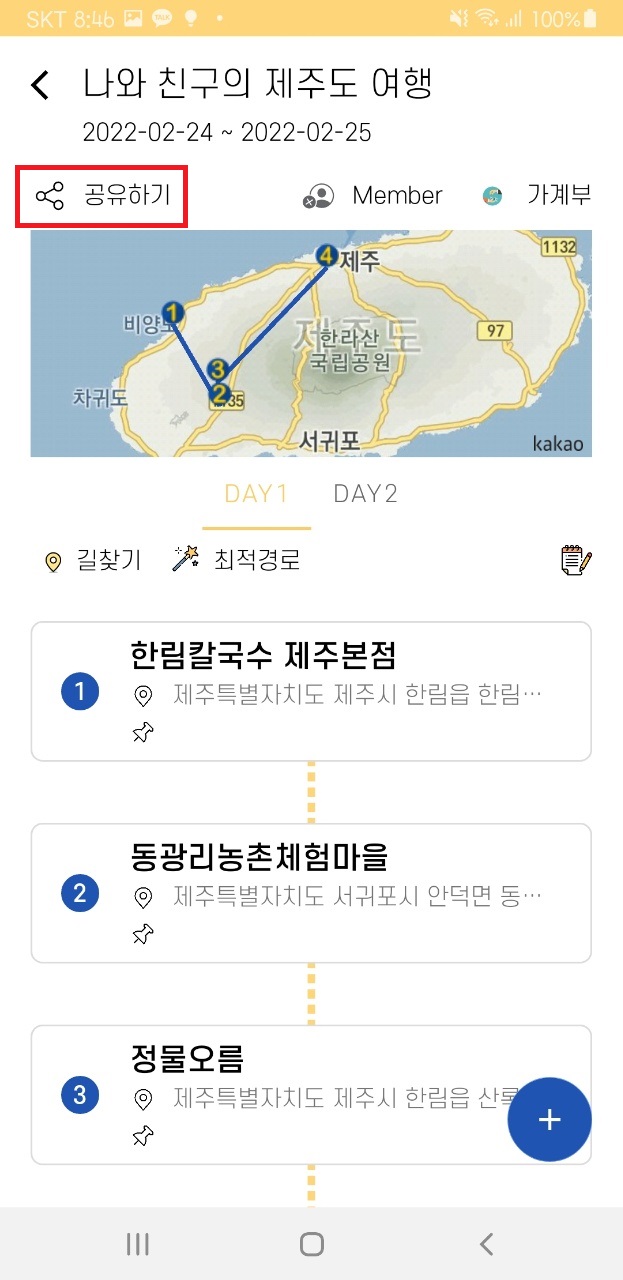 SKT 8:46 TALK 100%
나와 친구의 제주도 여행
2022-02-24 ~ 2022-02-25
공유하기 Member 가계부
4 제주 1132
1
비양도
제주도
한라산
국립공원
97
3
2
차귀도
서귀포
kakao
DAY1 DAY2
길찾기 최적경로
한림칼국수 제주본점
1
제주특별자치도 제주시 한림읍 한림…
동광리농촌체험마을
2
제주특별자치도 서귀포시 안덕면 동…
정물오름
3
제주특별자치도 제주시 한림읍 산록
+